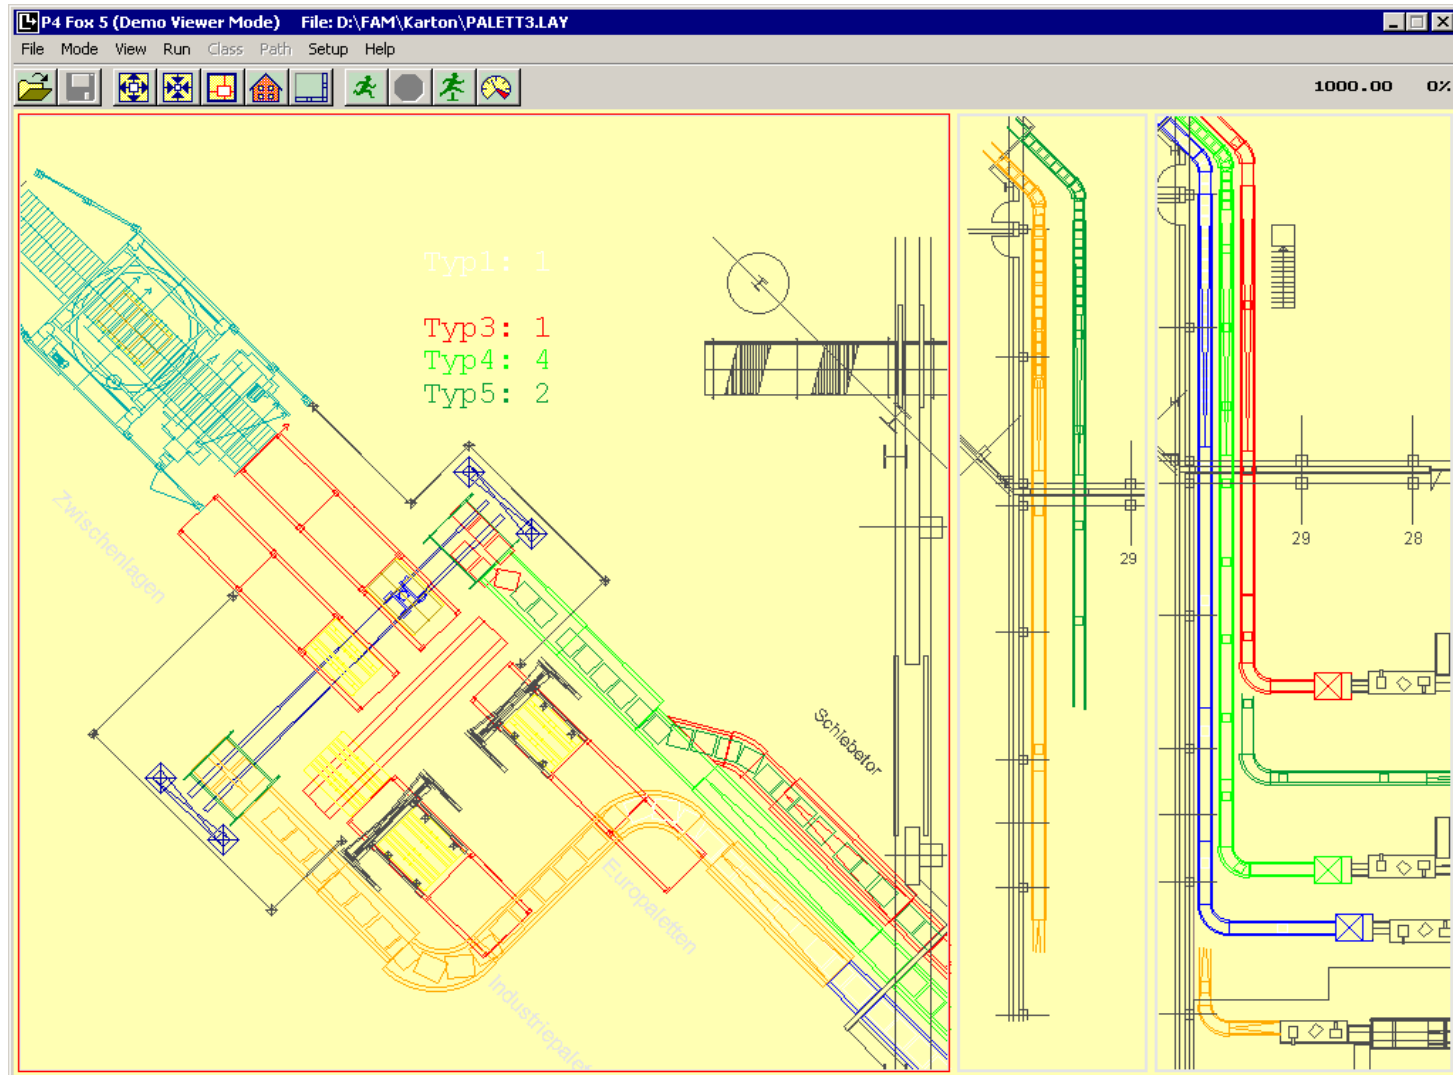 P4 Fox 5 (Demo Viewer Mode) File: D:\FAM\Karton\PALETT3.LAY
File Mode View Run Class Path Setup Help
1000.00 0%
Typ1: 1
Typ3: 1
Typ4: 4
Typ5: 2
Zwischenlagen
Schiebetor
Europaletten
Industriepalet
29
29
28